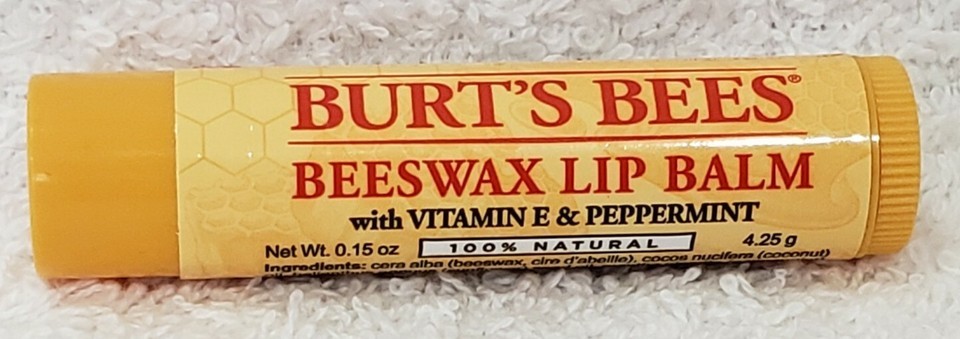 BURT'S BEES®
BEESWAX LIP BALM
with VITAMIN E & PEPPERMINT
Net Wt. 0.15 oz 100% NATURAL 4.25 g
Ingredients: cera alba (beeswax, cire d'abeille), cocos nucifera (coconut)